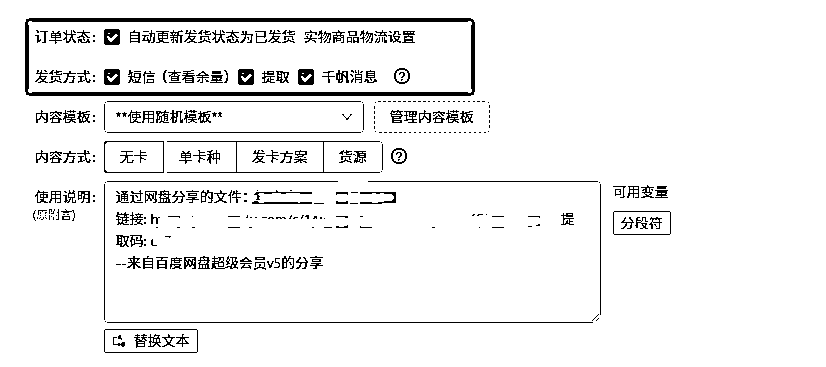 订单状态： 自动更新发货状态为已发货 实物商品物流设置
发货方式： 短信（查看余量） 提取 千帆消息 ?
内容模板： **使用随机模板** 管理内容模板
内容方式： 无卡 单卡种 发卡方案 货源 ?
使用说明： 通过网盘分享的文件： 可用变量
(原附言) 链接: 提 分段符
取码:
--来自百度网盘超级会员v5的分享
替换文本